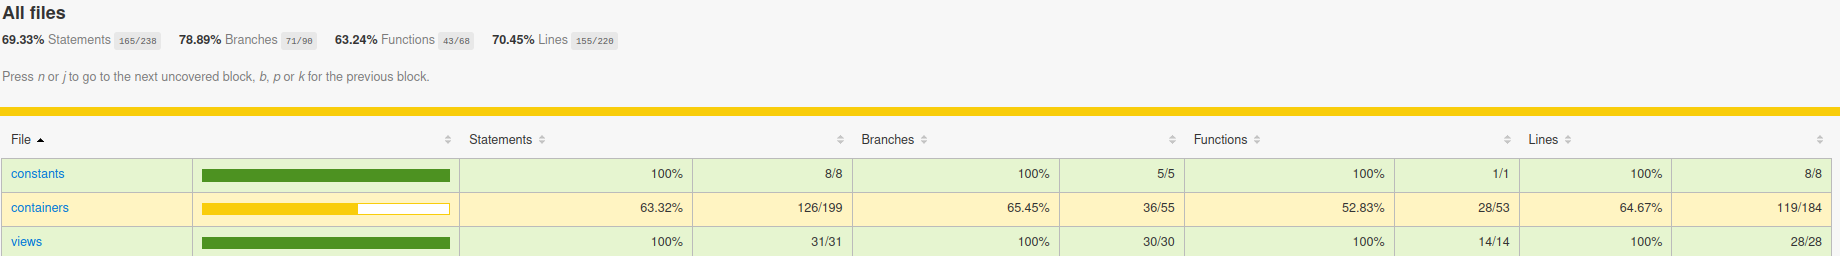 All files
69.33% Statements 165/238 78.89% Branches 71/90 63.24% Functions 43/68 70.45% Lines 155/220
Press n or j to go to the next uncovered block, b, p or k for the previous block.
File Statements Branches Functions Lines
constants 100% 8/8 100% 5/5 100% 1/1 100% 8/8
containers 63.32% 126/199 65.45% 36/55 52.83% 28/53 64.67% 119/184
views 100% 31/31 100% 30/30 100% 14/14 100% 28/28